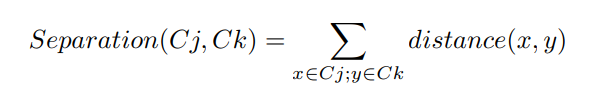 Separation(Cj, Ck) = ∑ distance(x, y)
x∈Cj;y∈Ck